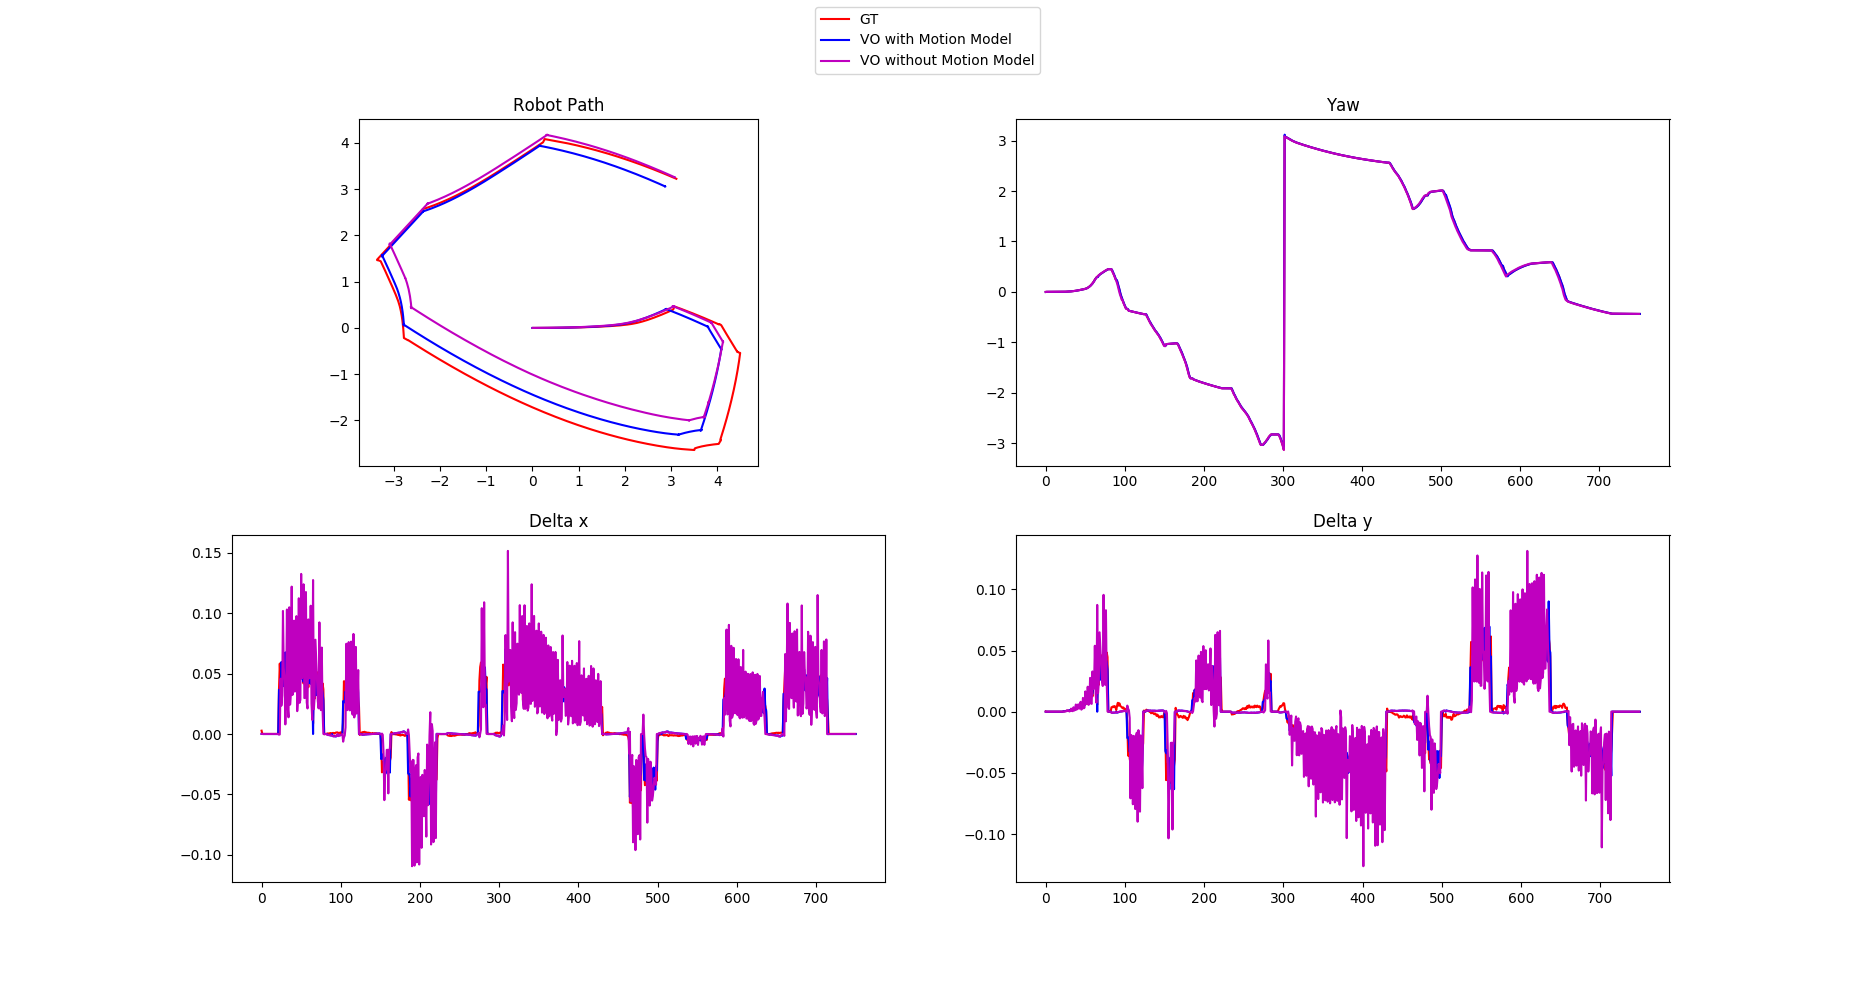 GT
VO with Motion Model
VO without Motion Model
Robot Path
4
3
2
1
0
−1
−2
−3 −2 −1 0 1 2 3 4
Yaw
3
2
1
0
−1
−2
−3
0 100 200 300 400 500 600 700
Delta x
0.15
0.10
0.05
0.00
−0.05
−0.10
0 100 200 300 400 500 600 700
Delta y
0.10
0.05
0.00
−0.05
−0.10
0 100 200 300 400 500 600 700